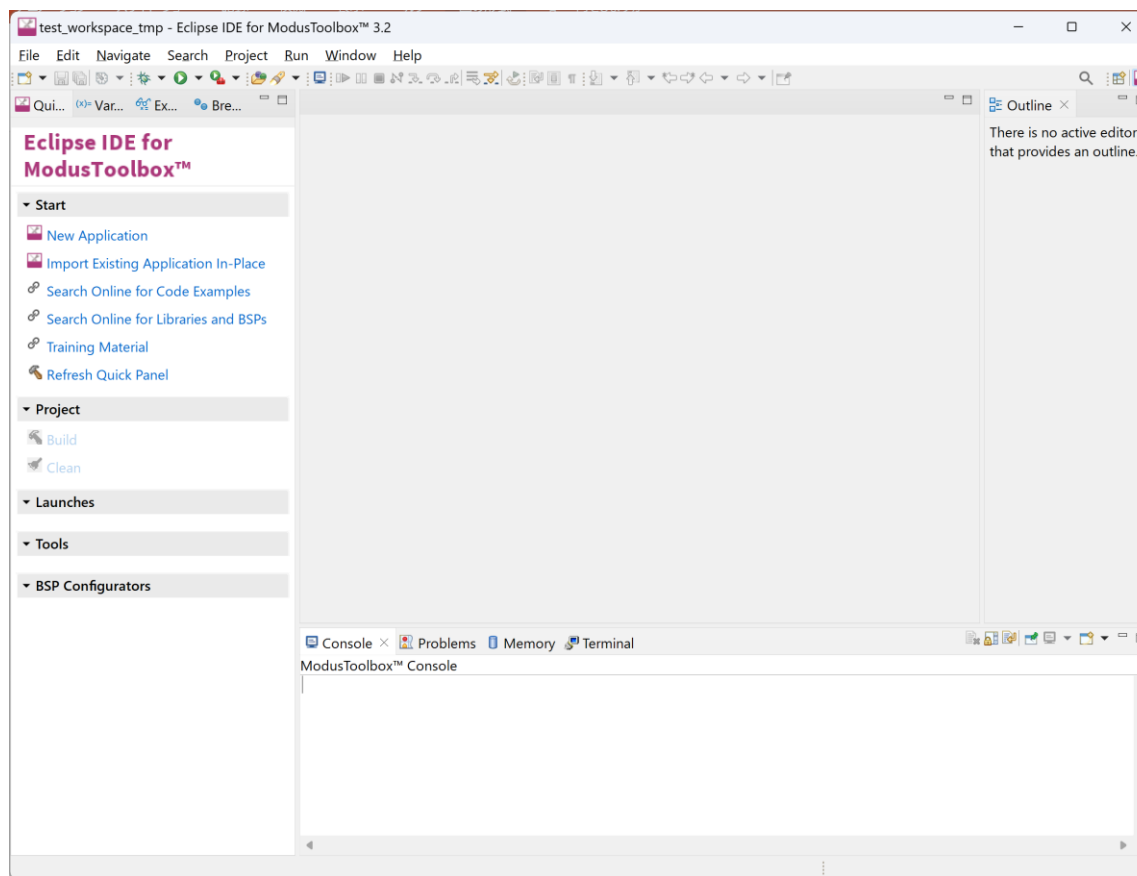 test_workspace_tmp - Eclipse IDE for ModusToolbox™ 3.2
File Edit Navigate Search Project Run Window Help
Qui... (x)= Var... Ex... Bre...
Outline
Eclipse IDE for
ModusToolbox™
There is no active editor
that provides an outline.
Start
New Application
Import Existing Application In-Place
Search Online for Code Examples
Search Online for Libraries and BSPs
Training Material
Refresh Quick Panel
Project
Build
Clean
Launches
Tools
BSP Configurators
Console Problems Memory Terminal
ModusToolbox™ Console